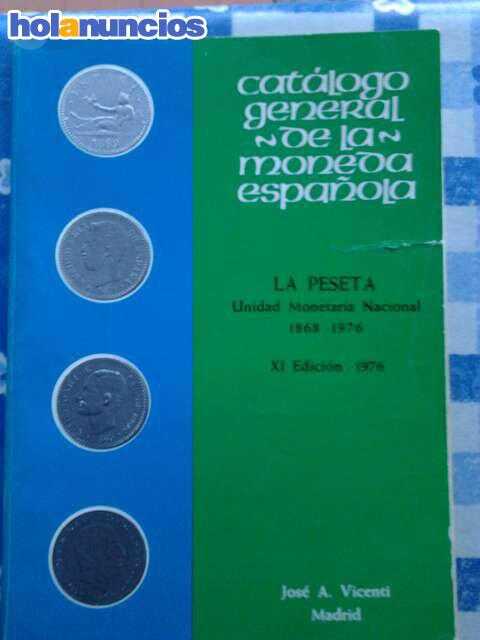 holanuncios
catálogo
general
~de la~
moneda
española
LA PESETA
Unidad Monetaria Nacional
1868 - 1976
XI Edición 1976
José A. Vicenti
Madrid